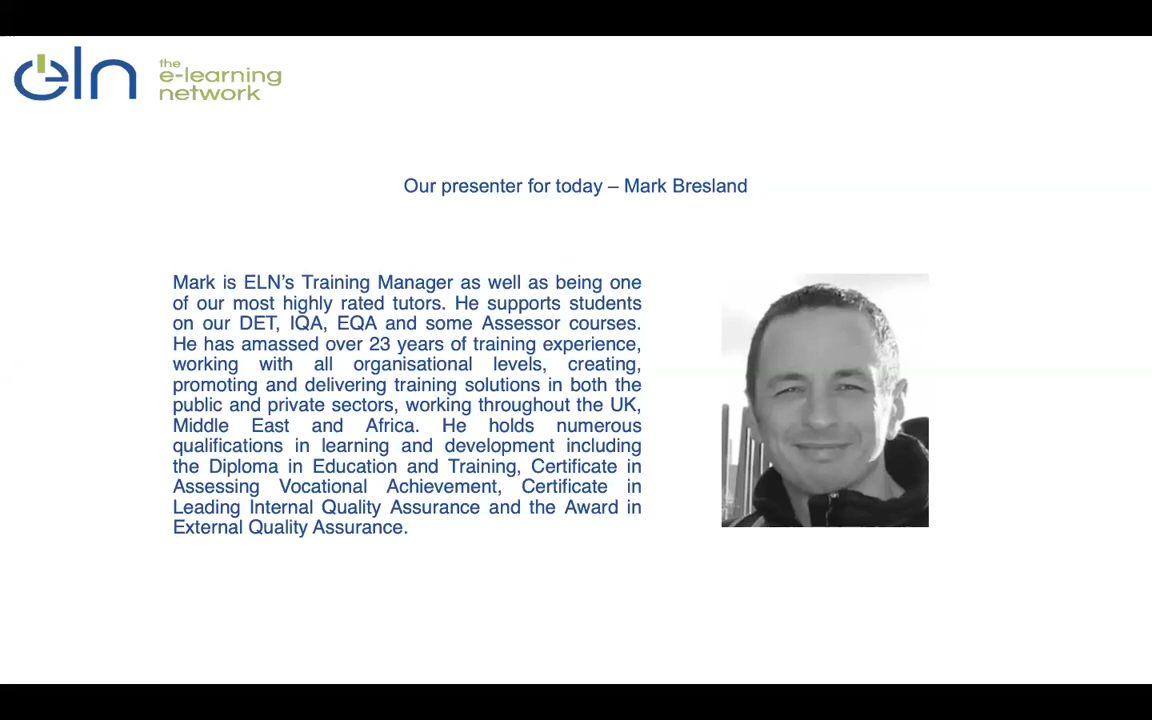 eln
the
e-learning
network
Our presenter for today – Mark Bresland
Mark is ELN’s Training Manager as well as being one
of our most highly rated tutors. He supports students
on our DET, IQA, EQA and some Assessor courses.
He has amassed over 23 years of training experience,
working with all organisational levels, creating,
promoting and delivering training solutions in both the
public and private sectors, working throughout the UK,
Middle East and Africa. He holds numerous
qualifications in learning and development including
the Diploma in Education and Training, Certificate in
Assessing Vocational Achievement, Certificate in
Leading Internal Quality Assurance and the Award in
External Quality Assurance.